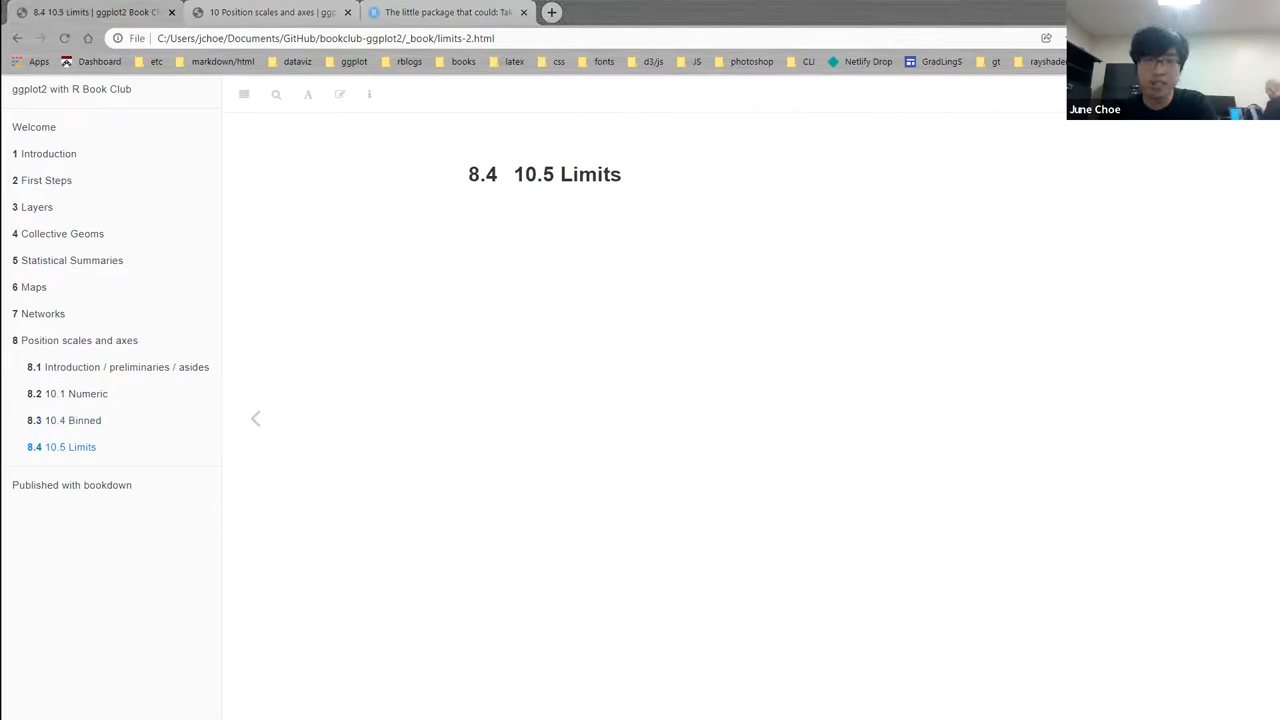 8.4 10.5 Limits | ggplot2 Book Cl
10 Position scales and axes | ggp
The little package that could: Tak
File
C:/Users/jchoe/Documents/GitHub/bookclub-ggplot2/_book/limits-2.html
Apps
Dashboard
etc
markdown/html
dataviz
ggplot
rblogs
books
latex
css
fonts
d3/js
JS
photoshop
CLI
Netlify Drop
GradLingS
gt
rayshader
June Choe
ggplot2 with R Book Club
Welcome
1 Introduction
2 First Steps
3 Layers
4 Collective Geoms
5 Statistical Summaries
6 Maps
7 Networks
8 Position scales and axes
8.1 Introduction / preliminaries / asides
8.2 10.1 Numeric
8.3 10.4 Binned
8.4 10.5 Limits
Published with bookdown
8.4 10.5 Limits